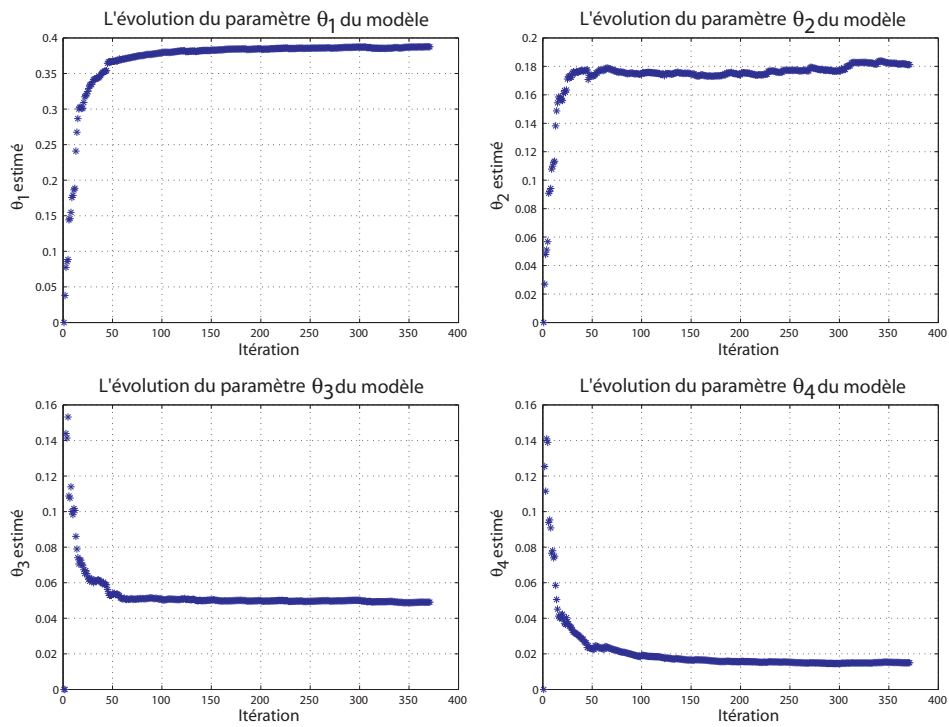 L'évolution du paramètre θ1 du modèle
θ1 estimé
0.4
0.35
0.3
0.25
0.2
0.15
0.1
0.05
0
0 50 100 150 200 250 300 350 400
Itération
L'évolution du paramètre θ2 du modèle
θ2 estimé
0.2
0.18
0.16
0.14
0.12
0.1
0.08
0.06
0.04
0.02
0
0 50 100 150 200 250 300 350 400
Itération
L'évolution du paramètre θ3 du modèle
θ3 estimé
0.16
0.14
0.12
0.1
0.08
0.06
0.04
0.02
0
0 50 100 150 200 250 300 350 400
Itération
L'évolution du paramètre θ4 du modèle
θ4 estimé
0.16
0.14
0.12
0.1
0.08
0.06
0.04
0.02
0
0 50 100 150 200 250 300 350 400
Itération